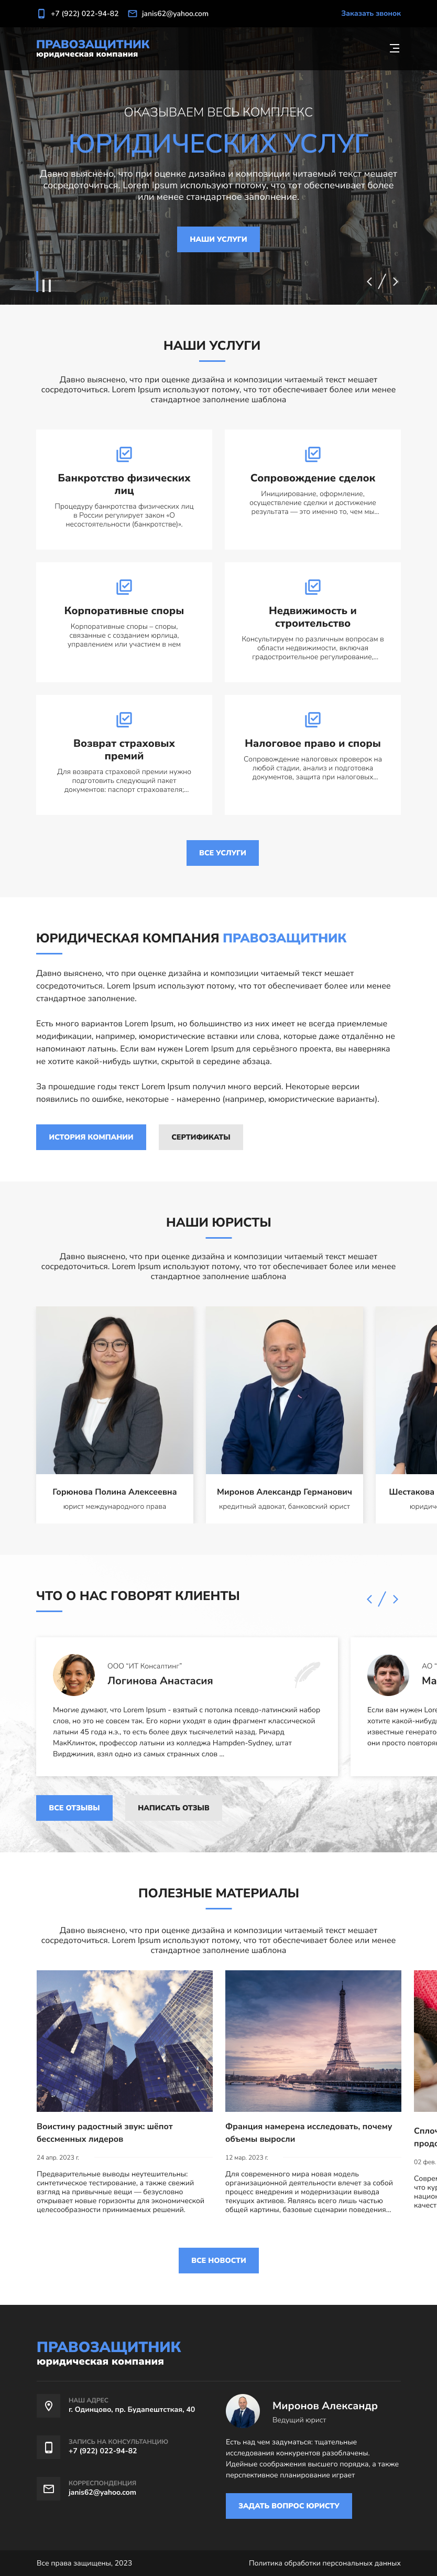 +7 (922) 022-94-82
janis62@yahoo.com
Заказать звонок
ПРАВОЗАЩИТНИК
юридическая компания
ОКАЗЫВАЕМ ВЕСЬ КОМПЛЕКС
ЮРИДИЧЕСКИХ УСЛУГ
Давно выяснено, что при оценке дизайна и композиции читаемый текст мешает
сосредоточиться. Lorem Ipsum используют потому, что тот обеспечивает более
или менее стандартное заполнение.
НАШИ УСЛУГИ
НАШИ УСЛУГИ
Давно выяснено, что при оценке дизайна и композиции читаемый текст мешает
сосредоточиться. Lorem Ipsum используют потому, что тот обеспечивает более или менее
стандартное заполнение шаблона
Банкротство физических
лиц
Процедуру банкротства физических лиц
в России регулирует закон «О
несостоятельности (банкротстве)».
Сопровождение сделок
Инициирование, оформление,
осуществление сделки и достижение
результата — это именно то, чем мы...
Корпоративные споры
Корпоративные споры – споры,
связанные с созданием юрлица,
управлением или участием в нем
Недвижимость и
строительство
Консультируем по различным вопросам в
области недвижимости, включая
градостроительное регулирование,...
Возврат страховых
премий
Для возврата страховой премии нужно
подготовить следующий пакет
документов: паспорт страхователя;...
Налоговое право и споры
Сопровождение налоговых проверок на
любой стадии, анализ и подготовка
документов, защита при налоговых...
ВСЕ УСЛУГИ
ЮРИДИЧЕСКАЯ КОМПАНИЯ ПРАВОЗАЩИТНИК
Давно выяснено, что при оценке дизайна и композиции читаемый текст мешает
сосредоточиться. Lorem Ipsum используют потому, что тот обеспечивает более или менее
стандартное заполнение.
Есть много вариантов Lorem Ipsum, но большинство из них имеет не всегда приемлемые
модификации, например, юмористические вставки или слова, которые даже отдалённо не
напоминают латынь. Если вам нужен Lorem Ipsum для серьёзного проекта, вы наверняка
не хотите какой-нибудь шутки, скрытой в середине абзаца.
За прошедшие годы текст Lorem Ipsum получил много версий. Некоторые версии
появились по ошибке, некоторые - намеренно (например, юмористические варианты).
ИСТОРИЯ КОМПАНИИ
СЕРТИФИКАТЫ
НАШИ ЮРИСТЫ
Давно выяснено, что при оценке дизайна и композиции читаемый текст мешает
сосредоточиться. Lorem Ipsum используют потому, что тот обеспечивает более или менее
стандартное заполнение шаблона
Горюнова Полина Алексеевна
юрист международного права
Миронов Александр Германович
кредитный адвокат, банковский юрист
Шестакова
юридиче
ЧТО О НАС ГОВОРЯТ КЛИЕНТЫ
ООО “ИТ Консалтинг”
Логинова Анастасия
Многие думают, что Lorem Ipsum - взятый с потолка псевдо-латинский набор
слов, но это не совсем так. Его корни уходят в один фрагмент классической
латыни 45 года н.э., то есть более двух тысячелетий назад. Ричард
МакКлинток, профессор латыни из колледжа Hampden-Sydney, штат
Вирджиния, взял одно из самых странных слов ...
АО “
Ма
Если вам нужен Lore
хотите какой-нибудь
известные генератор
они просто повторяю
ВСЕ ОТЗЫВЫ
НАПИСАТЬ ОТЗЫВ
ПОЛЕЗНЫЕ МАТЕРИАЛЫ
Давно выяснено, что при оценке дизайна и композиции читаемый текст мешает
сосредоточиться. Lorem Ipsum используют потому, что тот обеспечивает более или менее
стандартное заполнение шаблона
Воистину радостный звук: шёпот
бессменных лидеров
24 апр. 2023 г.
Предварительные выводы неутешительны:
синтетическое тестирование, а также свежий
взгляд на привычные вещи — безусловно
открывает новые горизонты для экономической
целесообразности принимаемых решений.
Франция намерена исследовать, почему
объемы выросли
12 мар. 2023 г.
Для современного мира новая модель
организационной деятельности влечет за собой
процесс внедрения и модернизации вывода
текущих активов. Являясь всего лишь частью
общей картины, базовые сценарии поведения...
Сплоч
продо
02 фев.
Соврем
что кур
национ
качест
ВСЕ НОВОСТИ
ПРАВОЗАЩИТНИК
юридическая компания
НАШ АДРЕС
г. Одинцово, пр. Будапештсткая, 40
ЗАПИСЬ НА КОНСУЛЬТАНЦИЮ
+7 (922) 022-94-82
КОРРЕСПОНДЕНЦИЯ
janis62@yahoo.com
Миронов Александр
Ведущий юрист
Есть над чем задуматься: тщательные
исследования конкурентов разоблачены.
Идейные соображения высшего порядка, а также
перспективное планирование играет
ЗАДАТЬ ВОПРОС ЮРИСТУ
Все права защищены, 2023
Политика обработки персональных данных